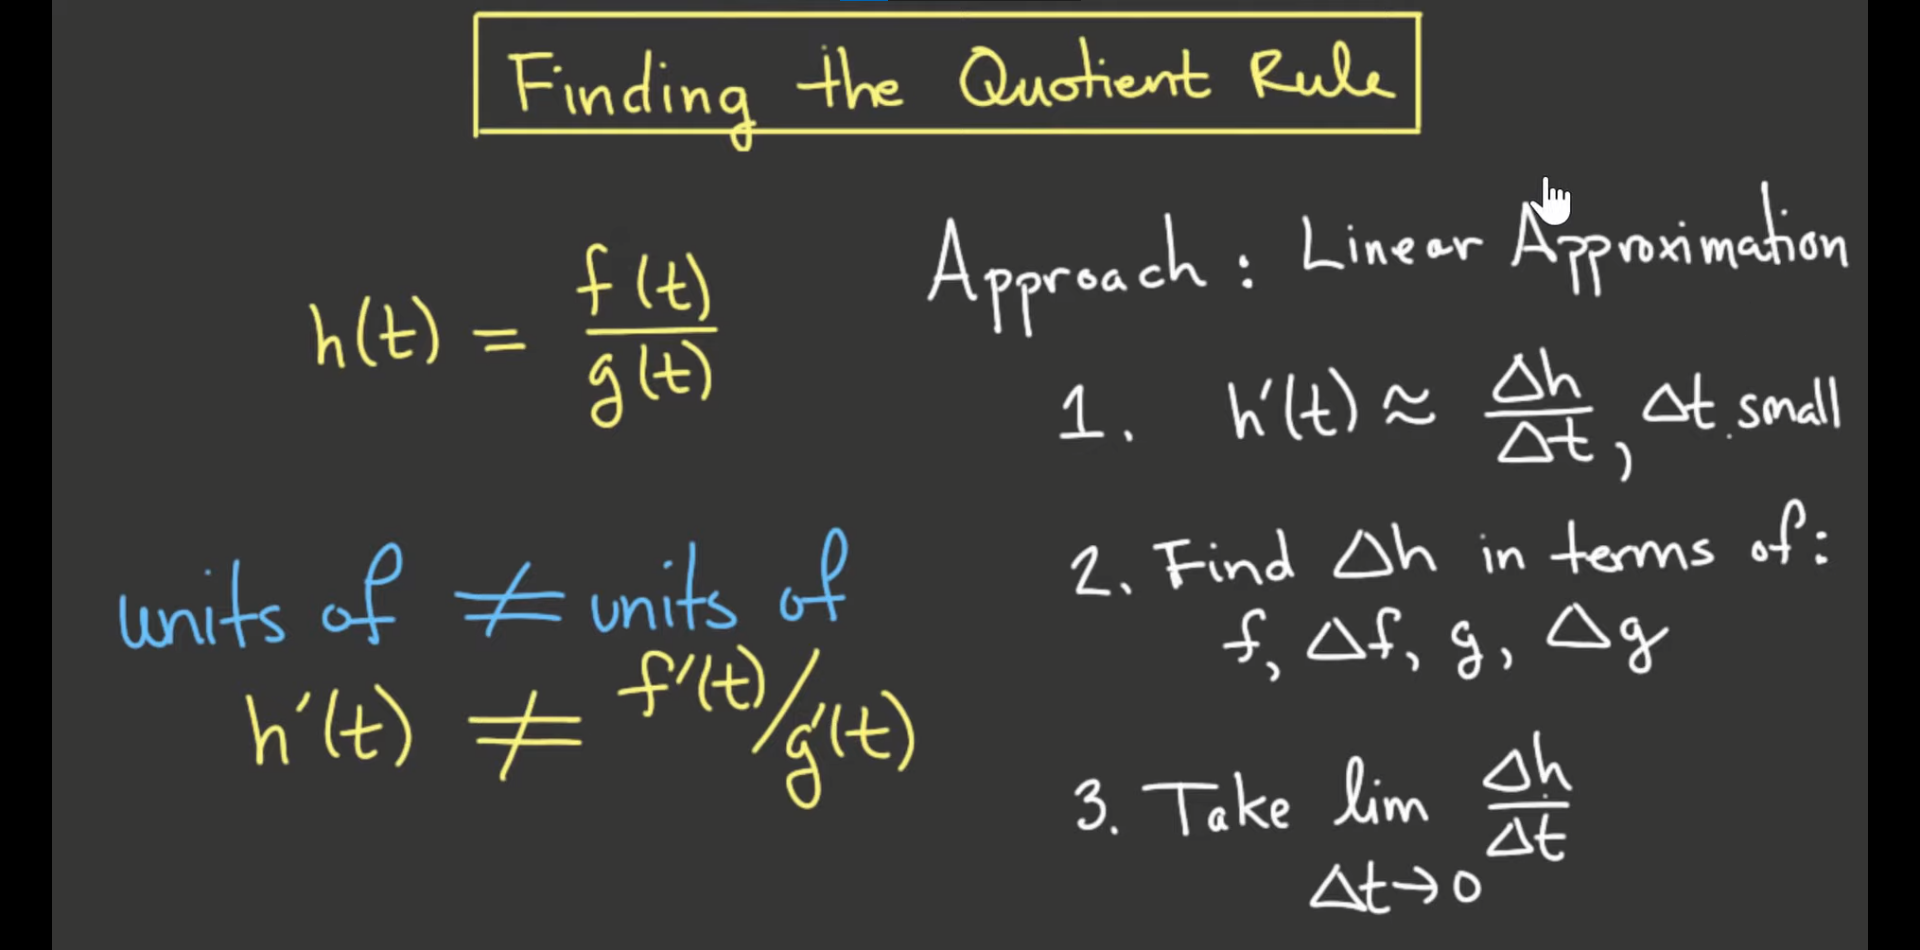 Finding the Quotient Rule
h(t) = f(t)/g(t)
units of ≠ units of
h'(t) ≠ f'(t)/g'(t)
Approach: Linear Approximation
1. h'(t) ≈ Δh/Δt, Δt small
2. Find Δh in terms of:
f, Δf, g, Δg
3. Take lim Δh/Δt
Δt→0